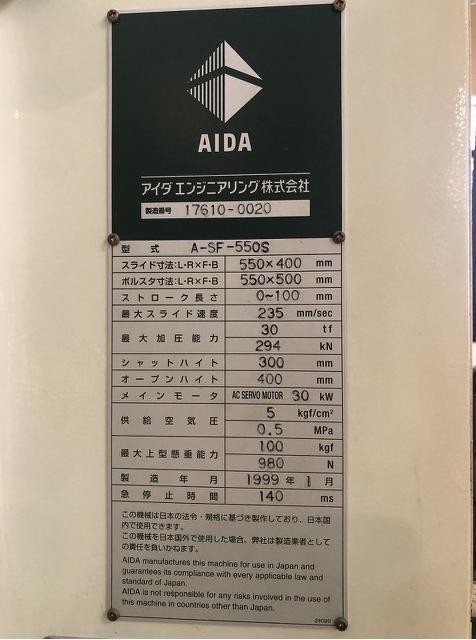 AIDA
アイダエンジニアリング株式会社
製造番号 17610-0020
型式 A-SF-550S
スライド寸法:L・R×F・B 550×400 mm
ボルスタ寸法:L・R×F・B 550×500 mm
ストローク長さ 0~100 mm
最大スライド速度 235 mm/sec
最大加圧能力 30 tf
294 kN
シャットハイト 300 mm
オープンハイト 400 mm
メインモータ AC SERVO MOTOR 30 kW
供給空気圧 5 kgf/cm²
0.5 MPa
最大上型懸垂能力 100 kgf
980 N
製造年月 1999年 1月
急停止時間 140 ms
この機械は日本の法令・規格に基づき製作しており、日本国
内で使用できます。
この機械を日本国外で使用した場合、弊社は製造業者として
の責任を負いかねます。
AIDA manufactures this machine for use in Japan and
guarantees its compliance with every applicable law and
standard of Japan.
AIDA is not responsible for any risks involved in the use of
this machine in countries other than Japan.